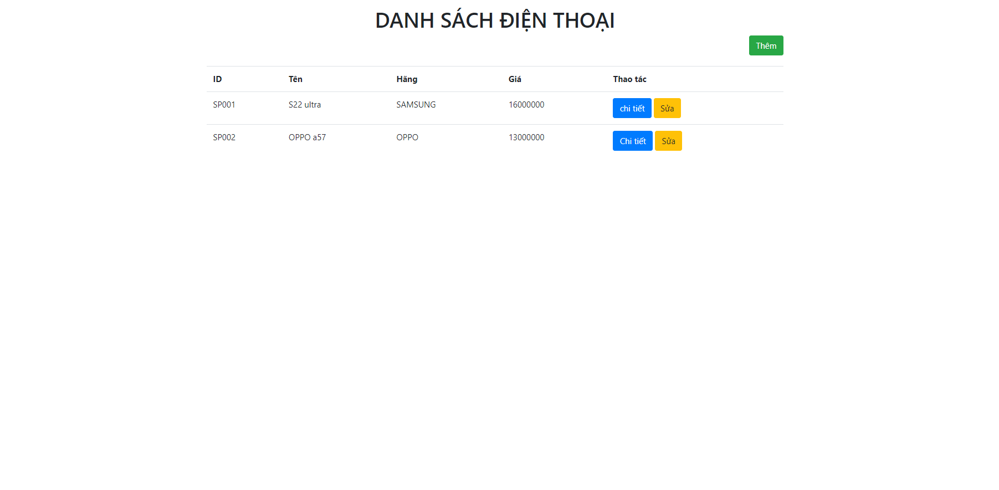 DANH SÁCH ĐIỆN THOẠI
Thêm
ID Tên Hãng Giá Thao tác
SP001 S22 ultra SAMSUNG 16000000 chi tiết Sửa
SP002 OPPO a57 OPPO 13000000 Chi tiết Sửa